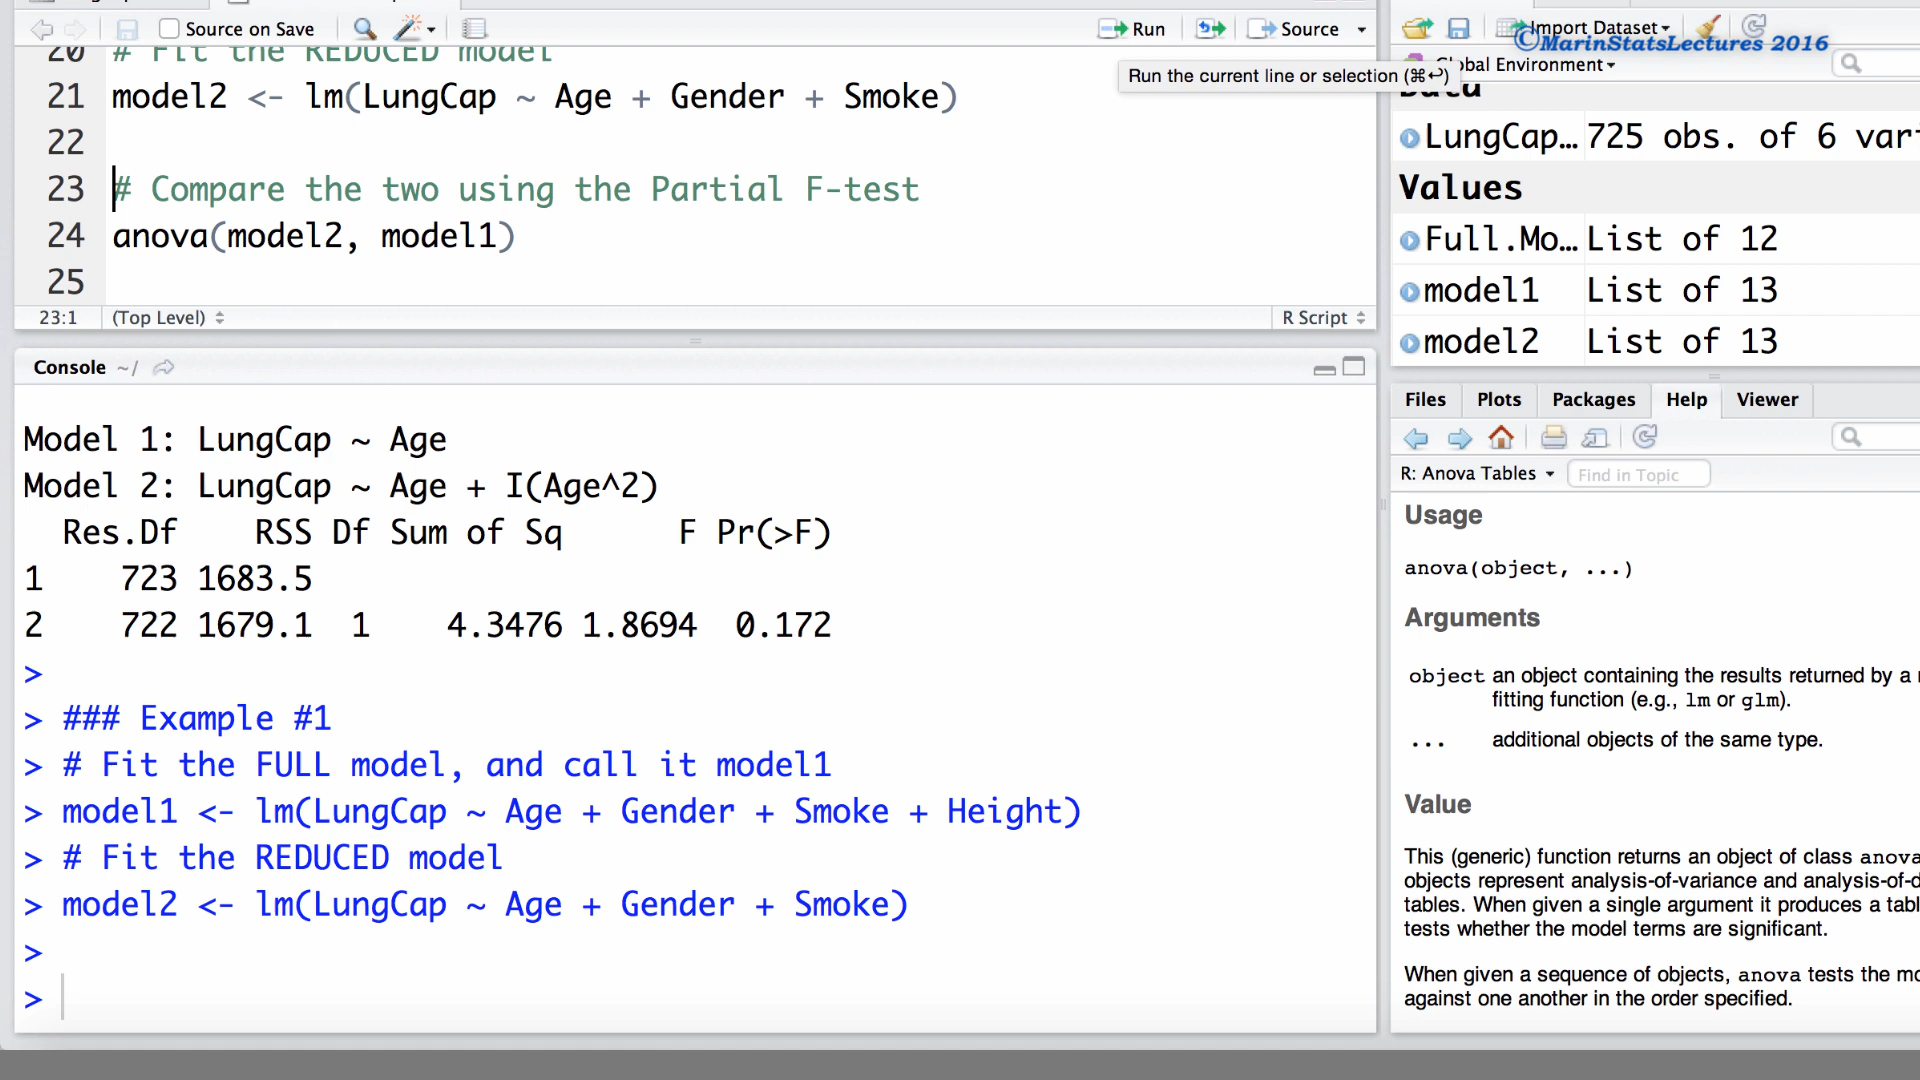 Source on Save
Run
Source
20 # Fit the REDUCED model
21 model2 <- lm(LungCap ~ Age + Gender + Smoke)
22
23 # Compare the two using the Partial F-test
24 anova(model2, model1)
25
23:1 (Top Level) R Script
Run the current line or selection (⌘↩)
Console ~/
Model 1: LungCap ~ Age
Model 2: LungCap ~ Age + I(Age^2)
Res.Df RSS Df Sum of Sq F Pr(>F)
1 723 1683.5
2 722 1679.1 1 4.3476 1.8694 0.172
>
> ### Example #1
> # Fit the FULL model, and call it model1
> model1 <- lm(LungCap ~ Age + Gender + Smoke + Height)
> # Fit the REDUCED model
> model2 <- lm(LungCap ~ Age + Gender + Smoke)
>
>
Import Dataset
©MarinStatsLectures 2016
Global Environment
Data
LungCap… 725 obs. of 6 vari
Values
Full.Mo… List of 12
model1 List of 13
model2 List of 13
Files Plots Packages Help Viewer
R: Anova Tables Find in Topic
Usage
anova(object, ...)
Arguments
object an object containing the results returned by a
fitting function (e.g., lm or glm).
... additional objects of the same type.
Value
This (generic) function returns an object of class anova
objects represent analysis-of-variance and analysis-of-d
tables. When given a single argument it produces a tabl
tests whether the model terms are significant.
When given a sequence of objects, anova tests the mo
against one another in the order specified.